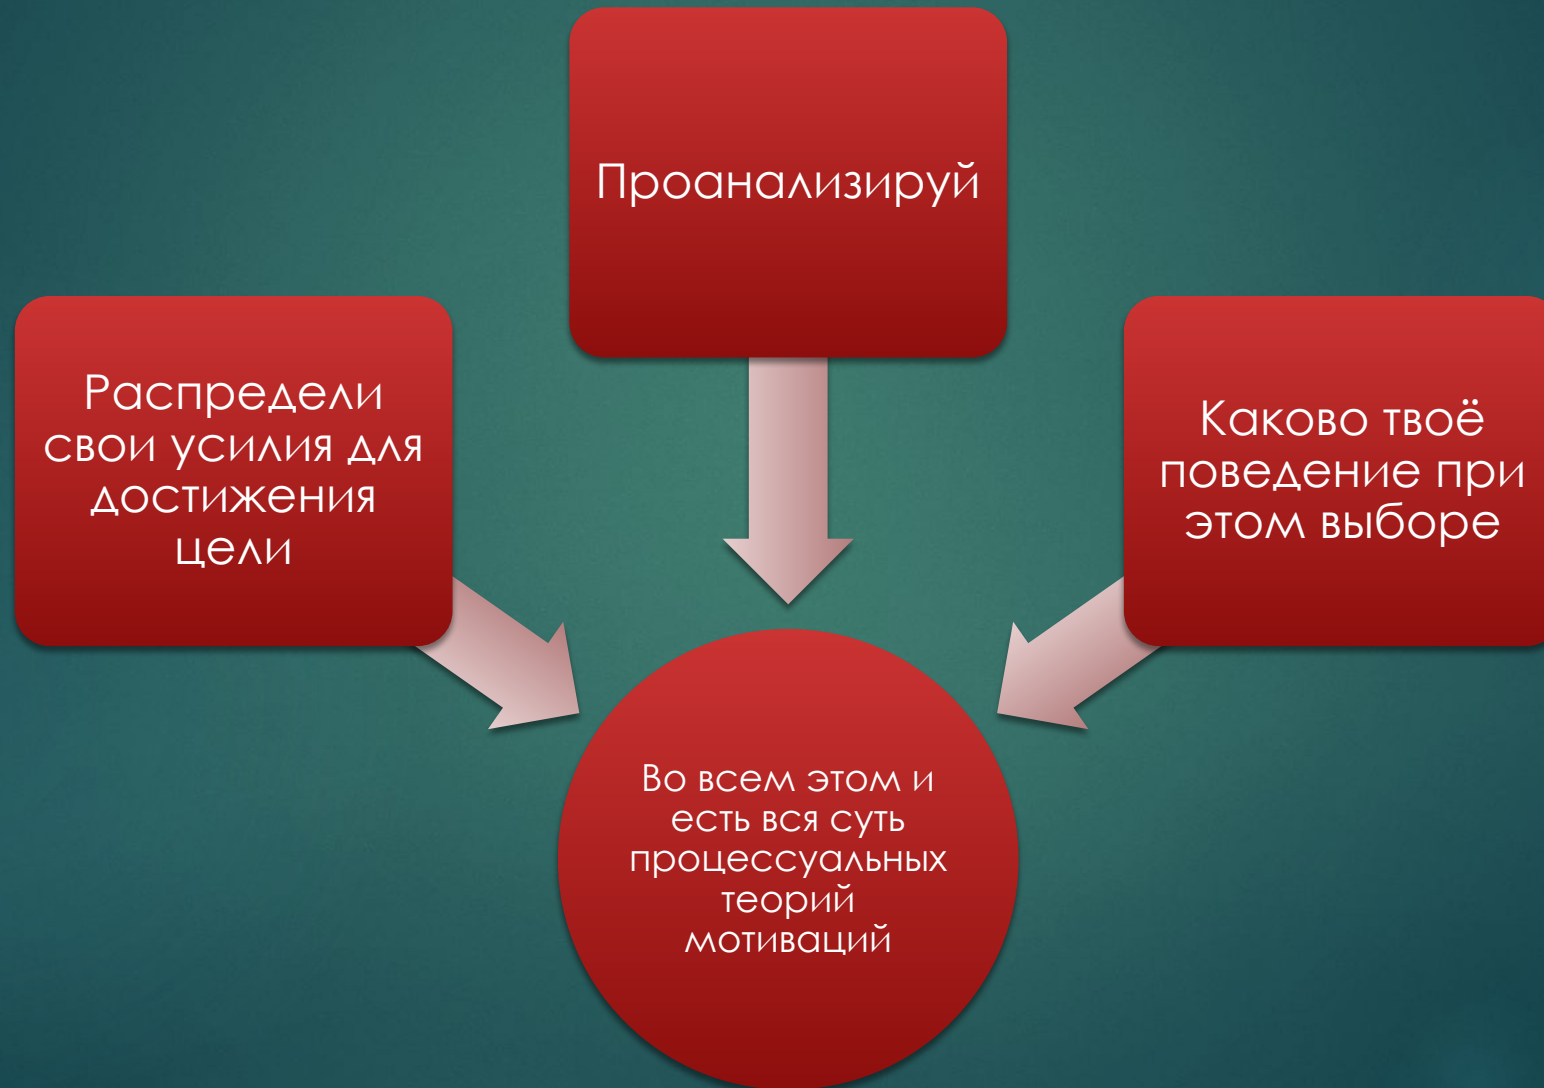 Проанализируй
Распредели
свои усилия для
достижения
цели
Каково твоё
поведение при
этом выборе
Во всем этом и
есть вся суть
процессуальных
теорий
мотиваций